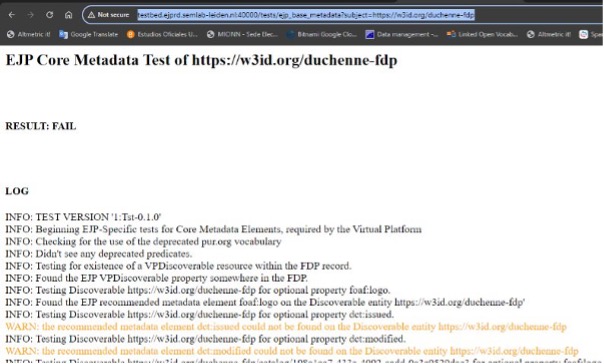 Not secure testbed.ejprd.semlab-leiden.nl:40000/tests/ejp_base_metadata?subject=https://w3id.org/duchenne-fdp
Altmetric it! Google Translate Estudios Oficiales U... MICINN - Sede Elec... Bitnami Google Clo... Data management -... Linked Open Vocab... Altmetric it!
EJP Core Metadata Test of https://w3id.org/duchenne-fdp
RESULT: FAIL
LOG
INFO: TEST VERSION '1:Tst-0.1.0'
INFO: Beginning EJP-Specific tests for Core Metadata Elements, required by the Virtual Platform
INFO: Checking for the use of the deprecated pur.org vocabulary
INFO: Didn't see any deprecated predicates.
INFO: Testing for existence of a VPDiscoverable resource within the FDP record.
INFO: Found the EJP VPDiscoverable property somewhere in the FDP.
INFO: Testing Discoverable https://w3id.org/duchenne-fdp for optional property foaf:logo.
INFO: Found the EJP recommended metadata element foaf:logo on the Discoverable entity https://w3id.org/duchenne-fdp'
INFO: Testing Discoverable https://w3id.org/duchenne-fdp for optional property dct:issued.
WARN: the recommended metadata element dct:issued could not be found on the Discoverable entity https://w3id.org/duchenne-fdp
INFO: Testing Discoverable https://w3id.org/duchenne-fdp for optional property dct:modified.
WARN: the recommended metadata element dct:modified could not be found on the Discoverable entity https://w3id.org/duchenne-fdp